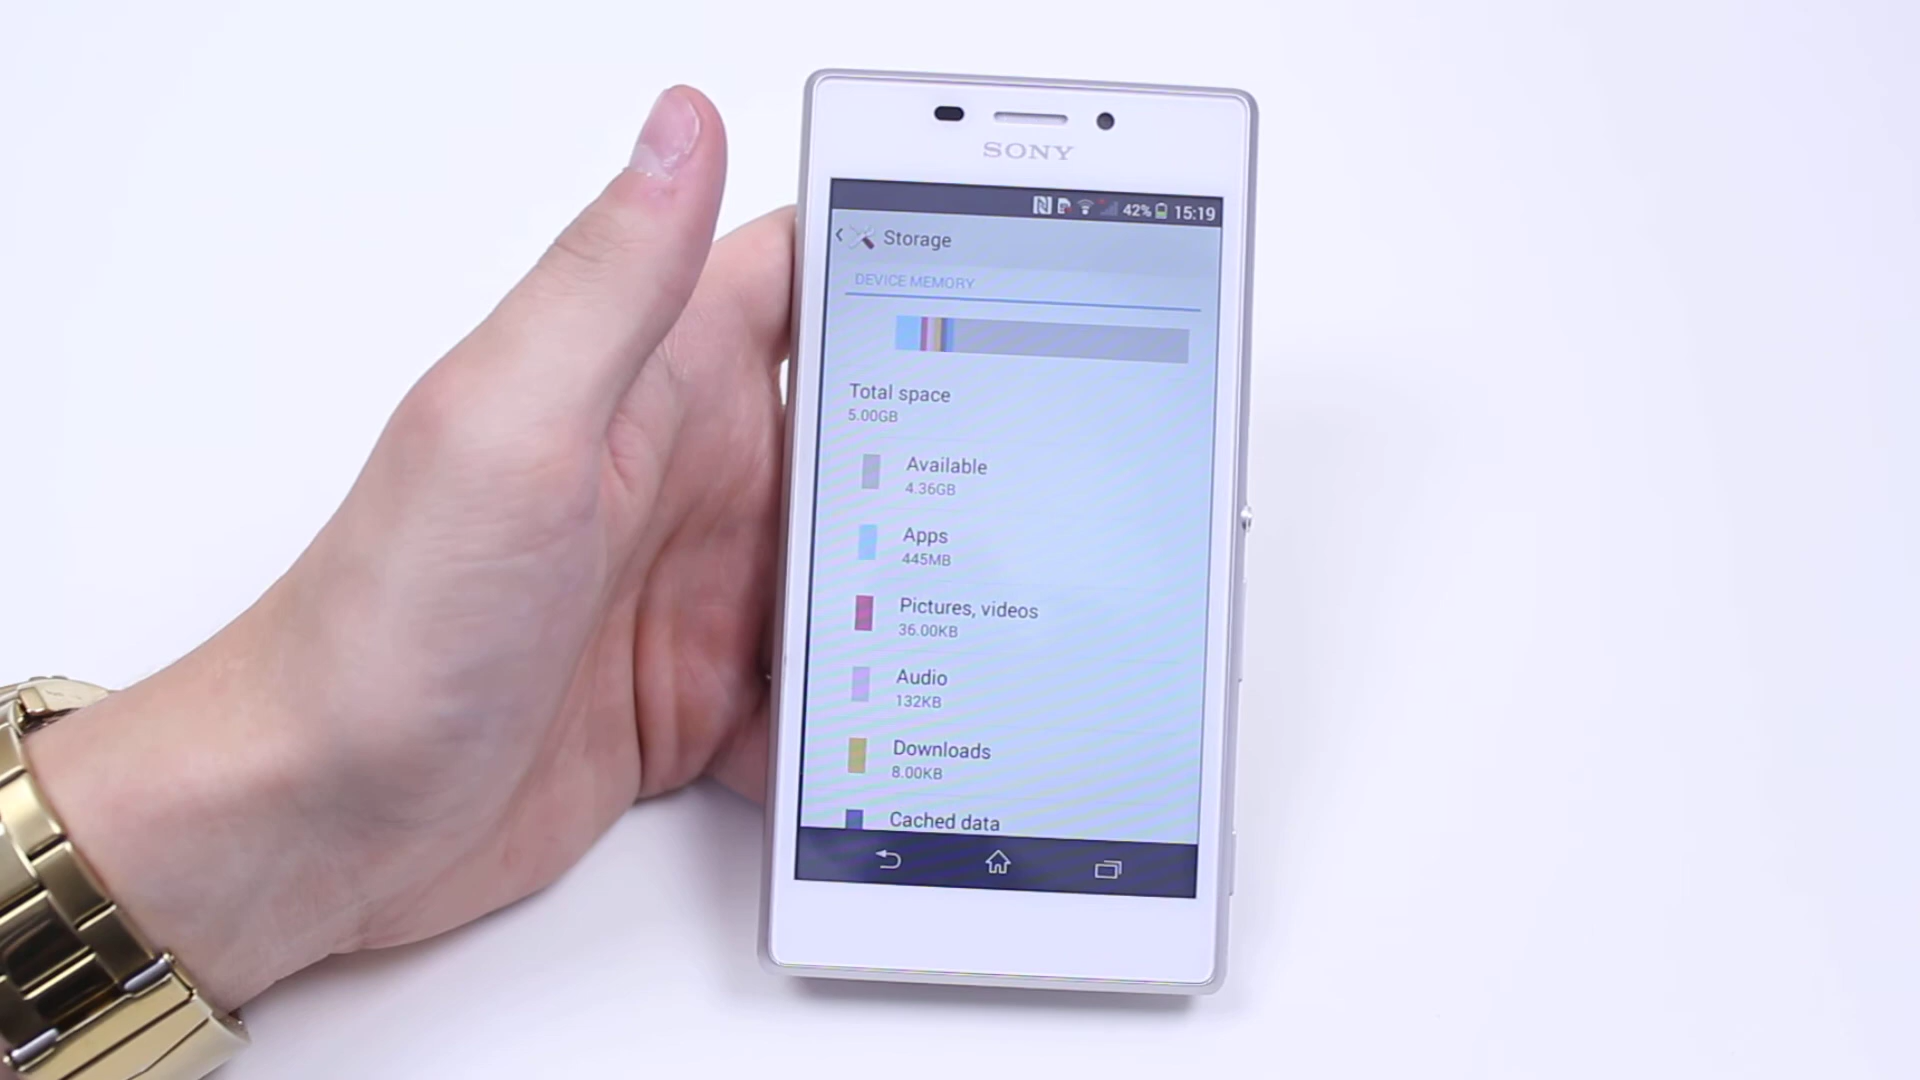 SONY
42% 15:19
Storage
DEVICE MEMORY
Total space
5.00GB
Available
4.36GB
Apps
445MB
Pictures, videos
36.00KB
Audio
132KB
Downloads
8.00KB
Cached data